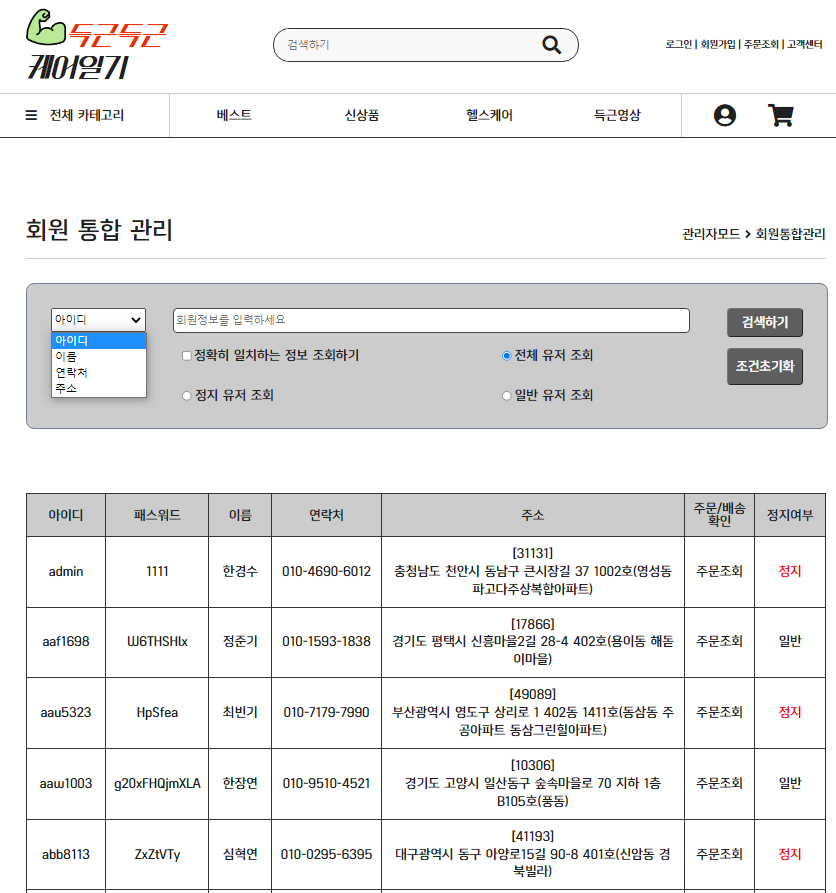 득근득근
케어일기
검색하기
로그인 | 회원가입 | 주문조회 | 고객센터
전체 카테고리 베스트 신상품 헬스케어 득근영상
회원 통합 관리
관리자모드 > 회원통합관리
아이디 회원정보를 입력하세요 검색하기
아이디
이름
연락처
주소
정확히 일치하는 정보 조회하기 전체 유저 조회 조건초기화
정지 유저 조회 일반 유저 조회
아이디 패스워드 이름 연락처 주소 주문/배송 정지여부
확인
[31131]
admin 1111 한경수 010-4690-6012 충청남도 천안시 동남구 큰시장길 37 1002호(영성동 주문조회 정지
파고다주상복합아파트)
[17866]
aaf1698 W6THSHlx 정준기 010-1593-1838 경기도 평택시 신흥마을2길 28-4 402호(용이동 해돋 주문조회 일반
이마을)
[49089]
aau5323 HpSfea 최빈기 010-7179-7990 부산광역시 영도구 상리로 1 402동 1411호(동삼동 주 주문조회 정지
공아파트 동삼그린힐아파트)
[10306]
aaw1003 g20xFHQjmXLA 한장연 010-9510-4521 경기도 고양시 일산동구 숲속마을로 70 지하 1층 주문조회 일반
B105호(풍동)
[41193]
abb8113 ZxZtVTy 심혁연 010-0295-6395 대구광역시 동구 아양로15길 90-8 401호(신암동 경 주문조회 정지
북빌라)